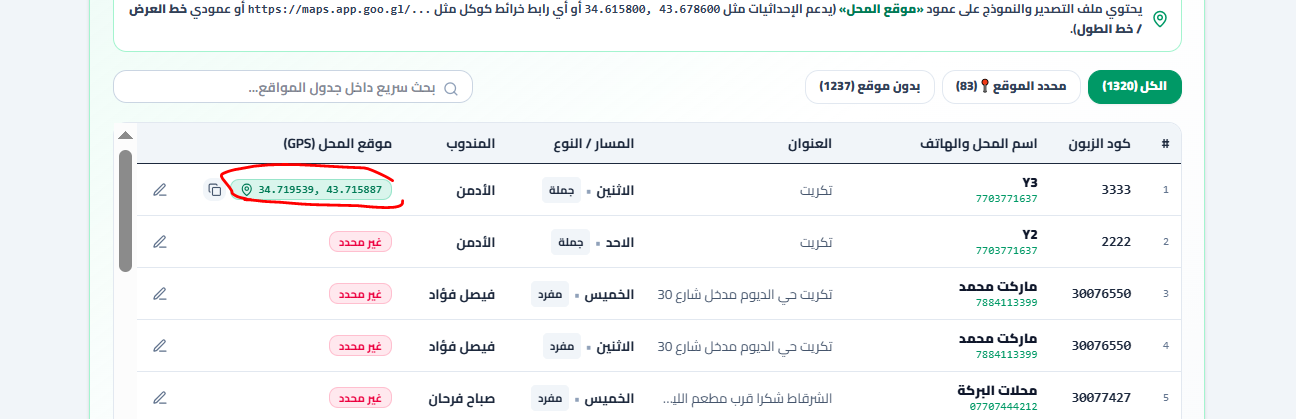 يحتوي ملف التصدير والنموذج على عمود «موقع المحل» (يدعم الإحداثيات مثل 34.615800, 43.678600 أو أي رابط خرائط كوكل مثل https://maps.app.goo.gl/... أو عمودي خط العرض
/ خط الطول).
الكل (1320)
محدد الموقع 📍 (83)
بدون موقع (1237)
بحث سريع داخل جدول المواقع...
# كود الزبون اسم المحل والهاتف العنوان المسار / النوع المندوب موقع المحل (GPS)
1 3333 Y3 تكريت الاثنين • جملة الأدمن 34.719539, 43.715887
7703771637
2 2222 Y2 تكريت الاحد • جملة الأدمن غير محدد
7703771637
3 30076550 ماركت محمد تكريت حي الديوم مدخل شارع 30 الخميس • مفرد فيصل فؤاد غير محدد
7884113399
4 30076550 ماركت محمد تكريت حي الديوم مدخل شارع 30 الاثنين • مفرد فيصل فؤاد غير محدد
7884113399
5 30077427 محلات البركة الشرقاط شكرا قرب مطعم الليـ... الخميس • مفرد صباح فرحان غير محدد
07707444212